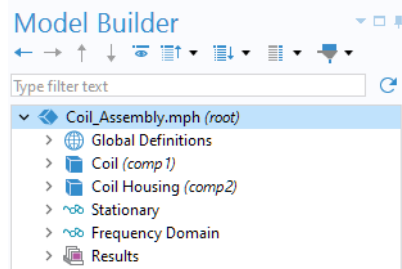 Model Builder
Type filter text
Coil_Assembly.mph (root)
Global Definitions
Coil (comp1)
Coil Housing (comp2)
Stationary
Frequency Domain
Results